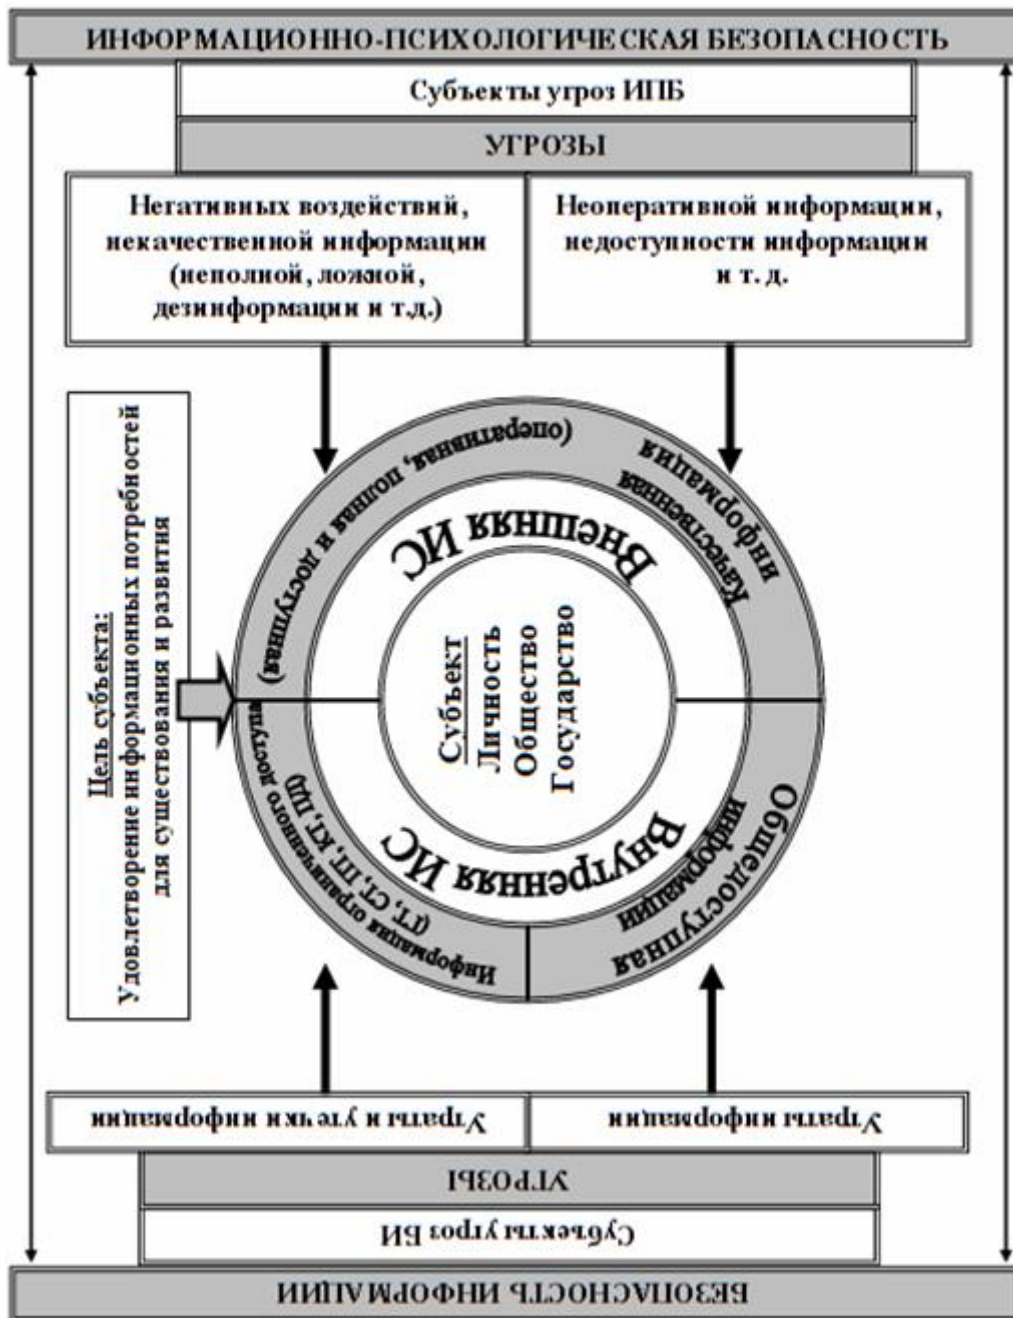 ИНФОРМАЦИОННО-ПСИХОЛОГИЧЕСКАЯ БЕЗОПАСНОСТЬ
Субъекты угроз ИПБ
УГРОЗЫ
Негативных воздействий,
некачественной информации
(неполной, ложной,
дезинформации и т.д.)
Неоперативной информации,
недоступности информации
и т. д.
Цель субъекта:
Удовлетворение информационных потребностей
для существования и развития
Качественная
информация
(оперативная, полная и доступная)
Внешняя ИС
Субъект
Личность
Общество
Государство
Внутренняя ИС
Информация ограниченного доступа
(ГТ, СТ, ПТ, КТ, ПД)
Общедоступная
информации
Утраты и утечки информации
Утраты информации
УГРОЗЫ
Субъекты угроз БИ
БЕЗОПАСНОСТЬ ИНФОРМАЦИИ